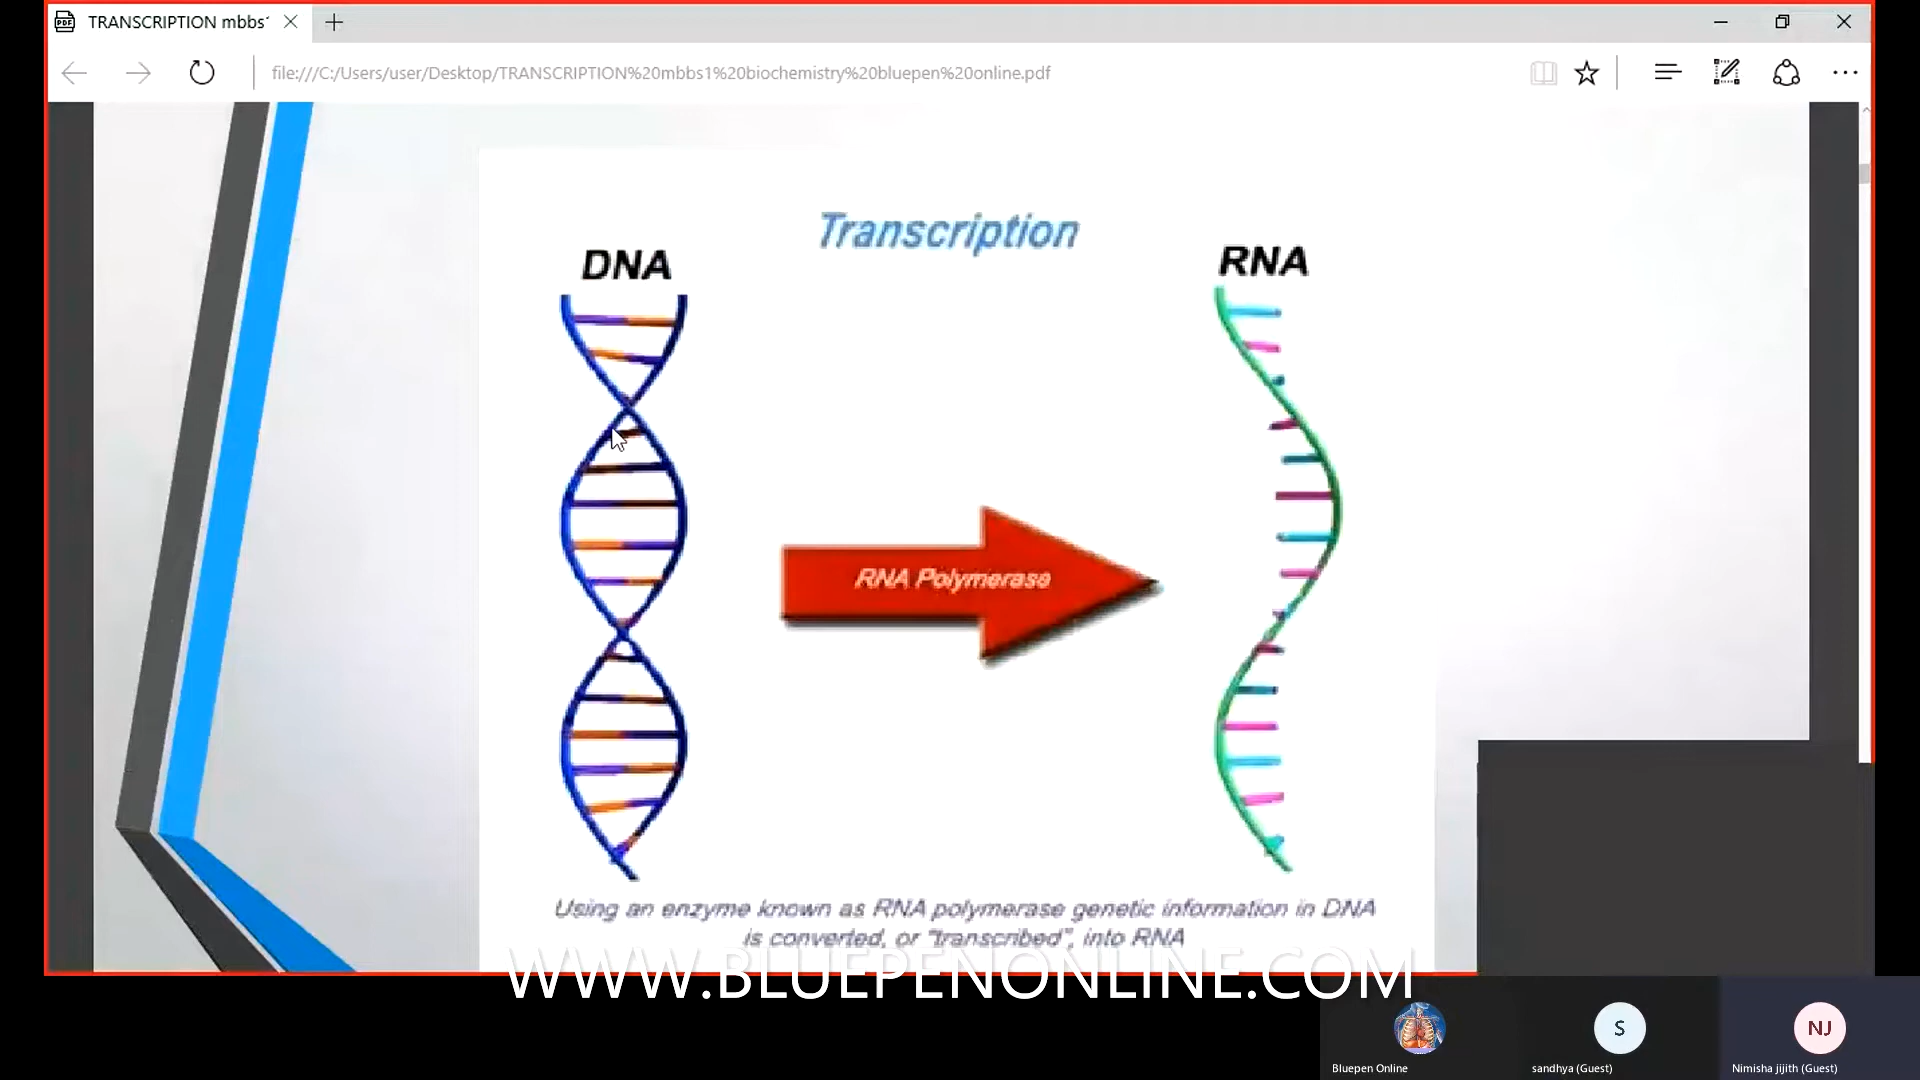 TRANSCRIPTION mbbs1
file:///C:/Users/user/Desktop/TRANSCRIPTION%20mbbs1%20biochemistry%20bluepen%20online.pdf
Transcription
DNA
RNA
RNA Polymerase
Using an enzyme known as RNA polymerase genetic information in DNA
is converted, or "transcribed", into RNA
WWW.BLUEPENONLINE.COM
S
NJ
Bluepen Online
sandhya (Guest)
Nimisha jijith (Guest)